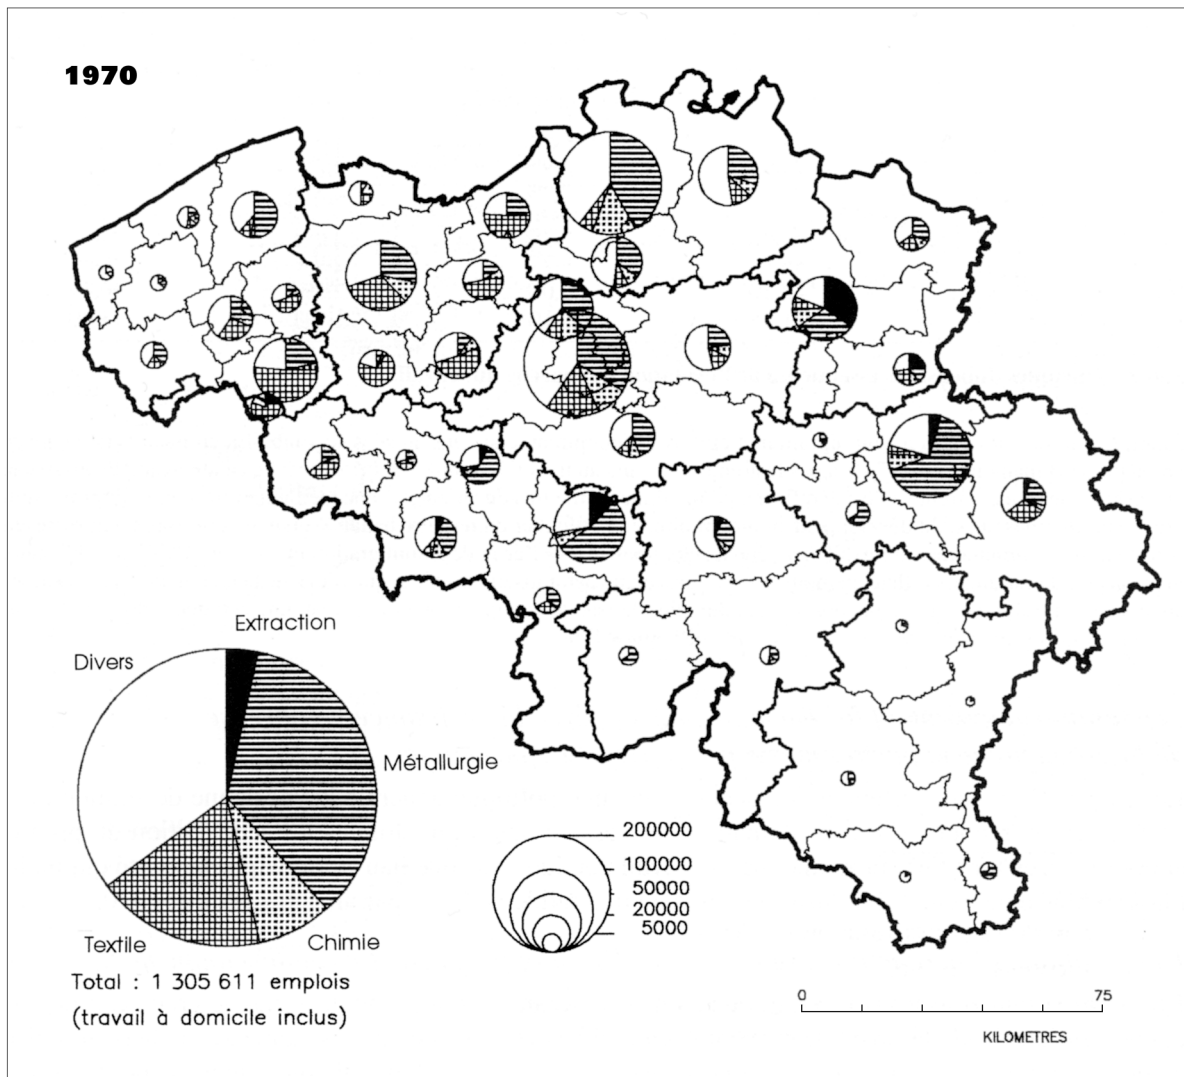 1970
Extraction
Divers
Métallurgie
Textile
Chimie
Total : 1 305 611 emplois
(travail à domicile inclus)
200000
100000
50000
20000
5000
0 75
KILOMETRES